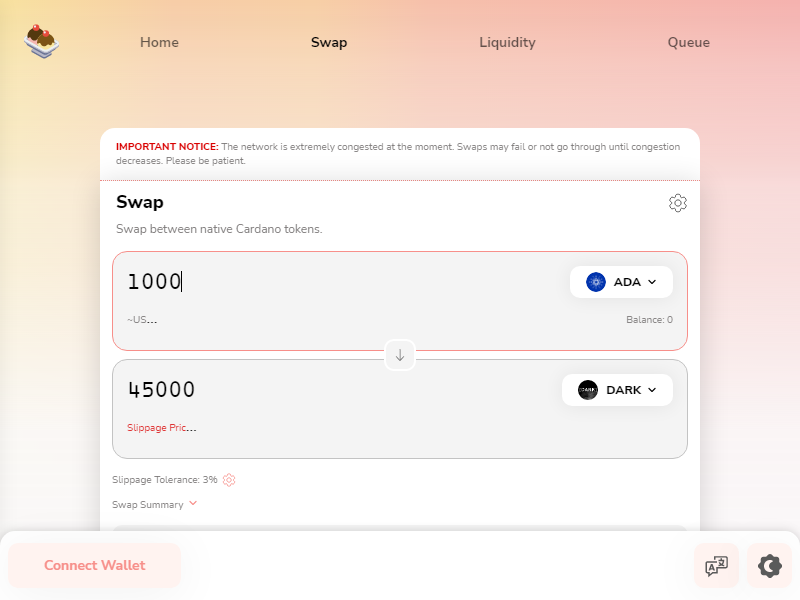 Home Swap Liquidity Queue
IMPORTANT NOTICE: The network is extremely congested at the moment. Swaps may fail or not go through until congestion
decreases. Please be patient.
Swap
Swap between native Cardano tokens.
1000
ADA
~US...
Balance: 0
45000
DARK
Slippage Pric...
Slippage Tolerance: 3%
Swap Summary
Connect Wallet